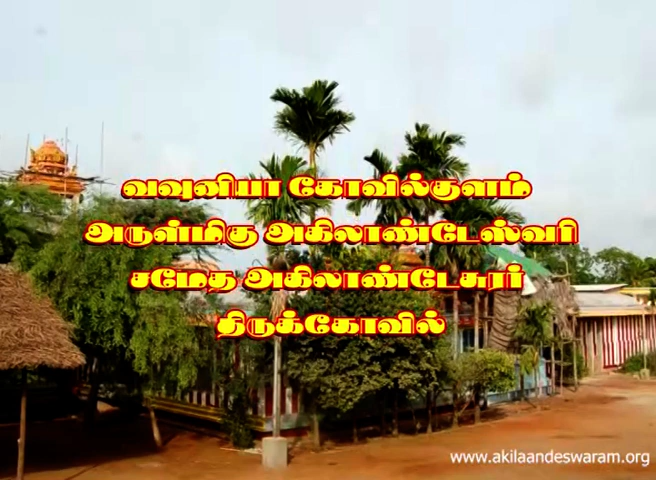 வவுனியா கோவில்குளம்
அருள்மிகு அகிலாண்டேஸ்வரி
சமேத அகிலாண்டேசுரர்
திருக்கோவில்
www.akilaandeswaram.org